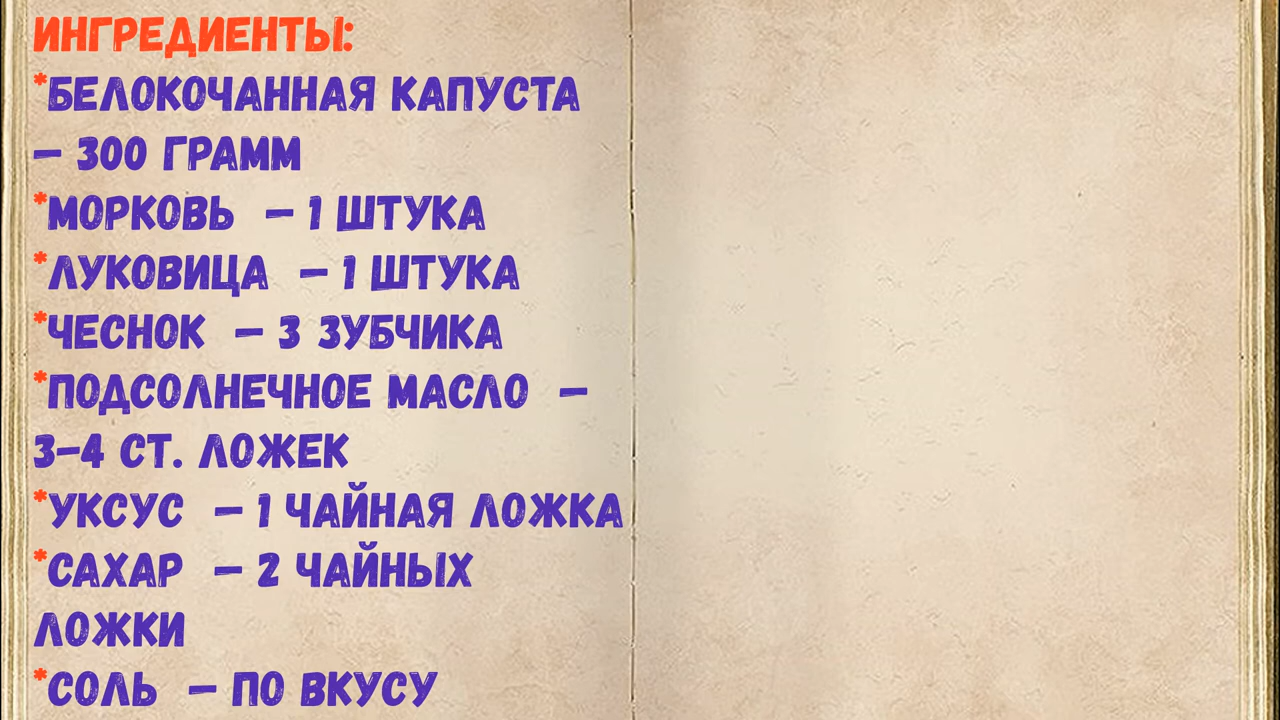 ИНГРЕДИЕНТЫ:
*БЕЛОКОЧАННАЯ КАПУСТА
– 300 ГРАММ
*МОРКОВЬ – 1 ШТУКА
*ЛУКОВИЦА – 1 ШТУКА
*ЧЕСНОК – 3 ЗУБЧИКА
*ПОДСОЛНЕЧНОЕ МАСЛО –
3-4 СТ. ЛОЖЕК
*УКСУС – 1 ЧАЙНАЯ ЛОЖКА
*САХАР – 2 ЧАЙНЫХ
ЛОЖКИ
*СОЛЬ – ПО ВКУСУ